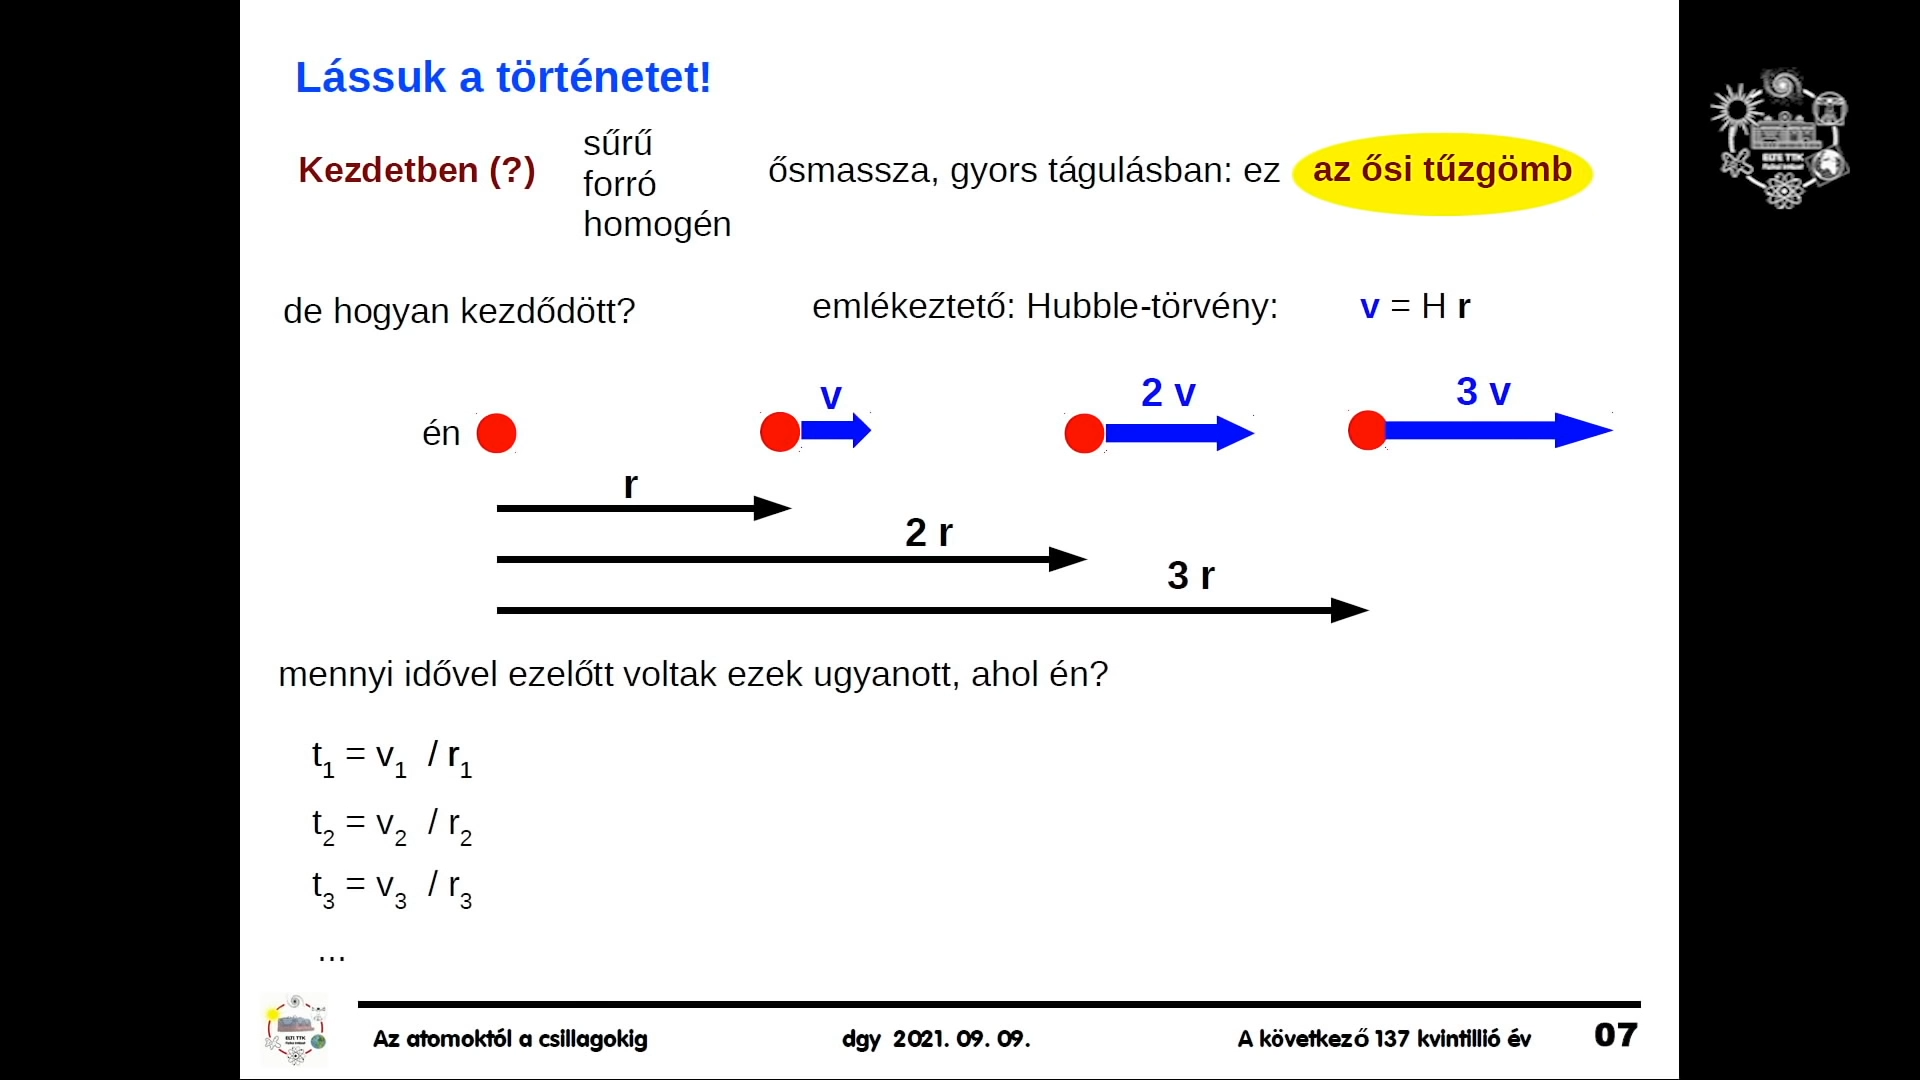 Lássuk a történetet!
Kezdetben (?)
sűrű
forró
homogén
ősmassza, gyors tágulásban: ez az ősi tűzgömb
de hogyan kezdődött?
emlékeztető: Hubble-törvény: v = H r
én
v
2 v
3 v
r
2 r
3 r
mennyi idővel ezelőtt voltak ezek ugyanott, ahol én?
t1 = v1 / r1
t2 = v2 / r2
t3 = v3 / r3
...
ELTE TTK
Az atomoktól a csillagokig
dgy 2021. 09. 09.
A következő 137 kvintillió év
07